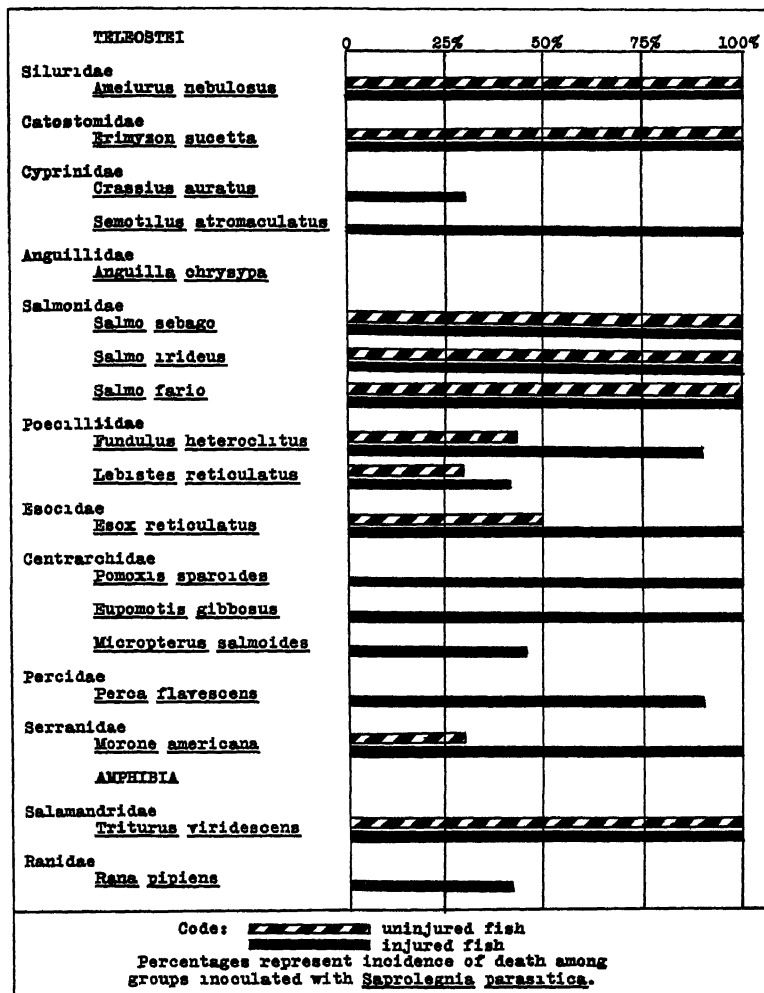 TELEOSTEI
0 25% 50% 75% 100%
Siluridae
Ameiurus nebulosus
Catostomidae
Erimyzon sucetta
Cyprinidae
Crassius auratus
Semotilus atromaculatus
Anguillidae
Anguilla chrysypa
Salmonidae
Salmo sebago
Salmo irideus
Salmo fario
Poecilliidae
Fundulus heteroclitus
Lebistes reticulatus
Esocidae
Esox reticulatus
Centrarchidae
Pomoxis sparoides
Eupomotis gibbosus
Micropterus salmoides
Percidae
Perca flavescens
Serranidae
Morone americana
AMPHIBIA
Salamandridae
Triturus viridescens
Ranidae
Rana pipiens
Code: uninjured fish
injured fish
Percentages represent incidence of death among
groups inoculated with Saprolegnia parasitica.